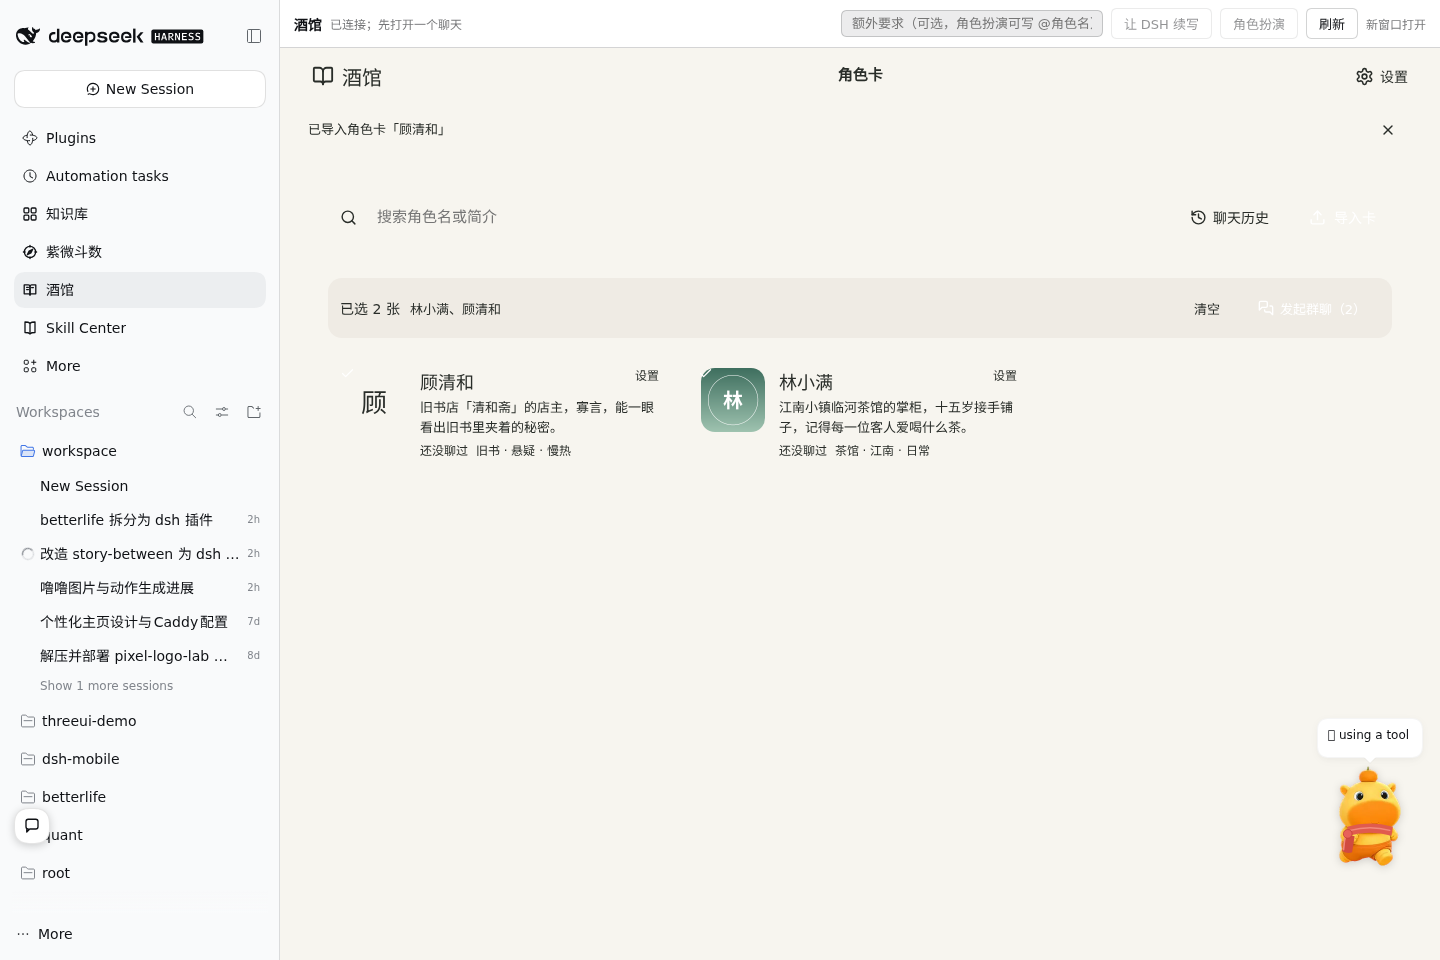 deepseek HARNESS
New Session
Plugins
Automation tasks
知识库
紫微斗数
酒馆
Skill Center
More
Workspaces
workspace
New Session
betterlife 拆分为 dsh 插件 2h
改造 story-between 为 dsh ... 2h
噜噜图片与动作生成进展 2h
个性化主页设计与Caddy配置 7d
解压并部署 pixel-logo-lab ... 8d
Show 1 more sessions
threeui-demo
dsh-mobile
betterlife
quant
root
More
酒馆 已连接；先打开一个聊天 额外要求（可选，角色扮演可写 @角色名 让 DSH 续写 角色扮演 刷新 新窗口打开
酒馆 角色卡 设置
已导入角色卡「顾清和」
搜索角色名或简介 聊天历史 导入卡
已选 2 张 林小满、顾清和 清空 发起群聊（2）
顾
顾清和 设置
旧书店「清和斋」的店主，寡言，能一眼
看出旧书里夹着的秘密。
还没聊过 旧书 · 悬疑 · 慢热
林
林小满 设置
江南小镇临河茶馆的掌柜，十五岁接手铺
子，记得每一位客人爱喝什么茶。
还没聊过 茶馆 · 江南 · 日常
using a tool